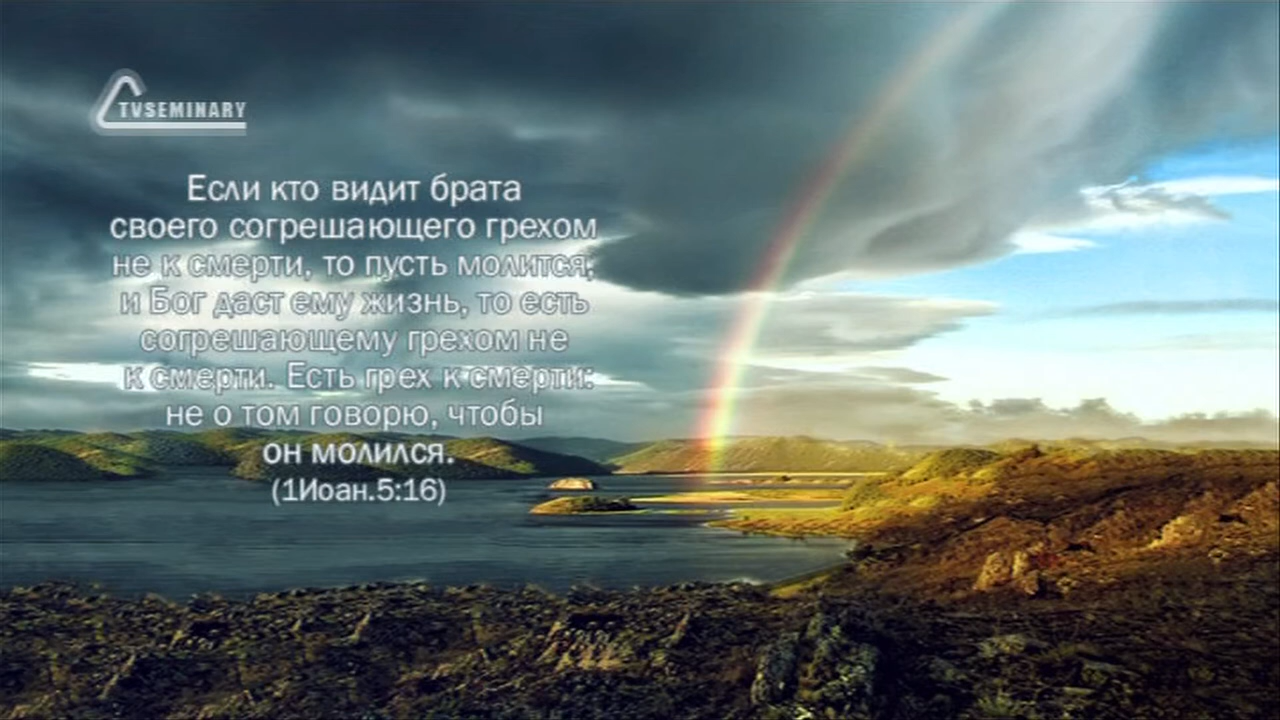 TVSEMINARY
Если кто видит брата
своего согрешающего грехом
не к смерти, то пусть молится,
и Бог даст ему жизнь, то есть
согрешающему грехом не
к смерти. Есть грех к смерти:
не о том говорю, чтобы
он молился.
(1Иоан.5:16)